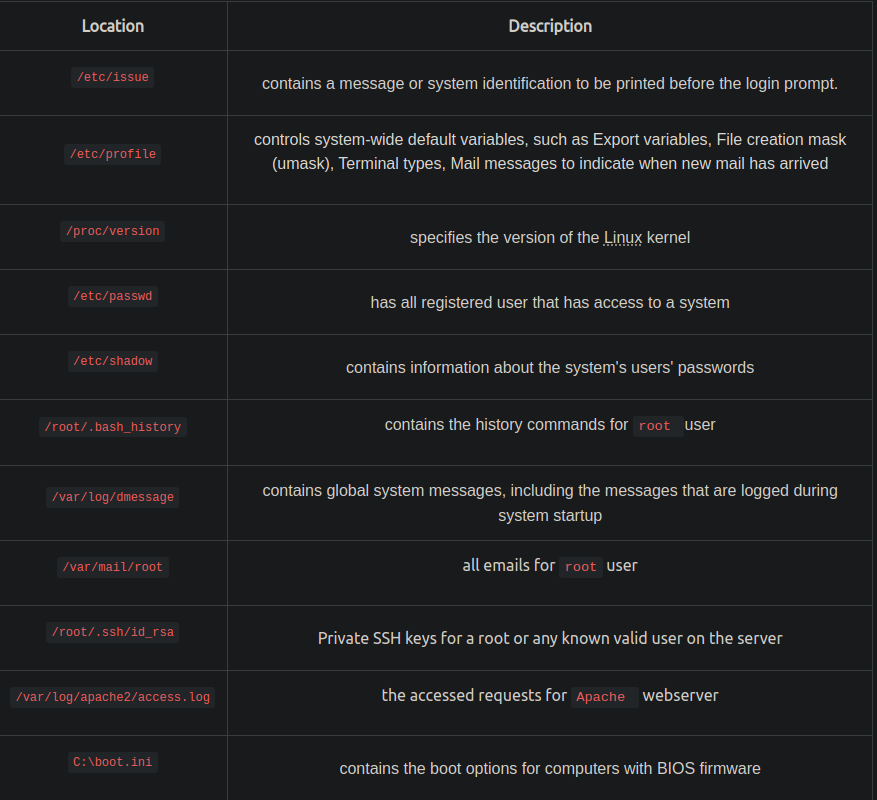 Location Description
/etc/issue
contains a message or system identification to be printed before the login prompt.
/etc/profile
controls system-wide default variables, such as Export variables, File creation mask
(umask), Terminal types, Mail messages to indicate when new mail has arrived
/proc/version
specifies the version of the Linux kernel
/etc/passwd
has all registered user that has access to a system
/etc/shadow
contains information about the system's users' passwords
/root/.bash_history
contains the history commands for root user
/var/log/dmessage
contains global system messages, including the messages that are logged during
system startup
/var/mail/root
all emails for root user
/root/.ssh/id_rsa
Private SSH keys for a root or any known valid user on the server
/var/log/apache2/access.log
the accessed requests for Apache webserver
C:\boot.ini
contains the boot options for computers with BIOS firmware